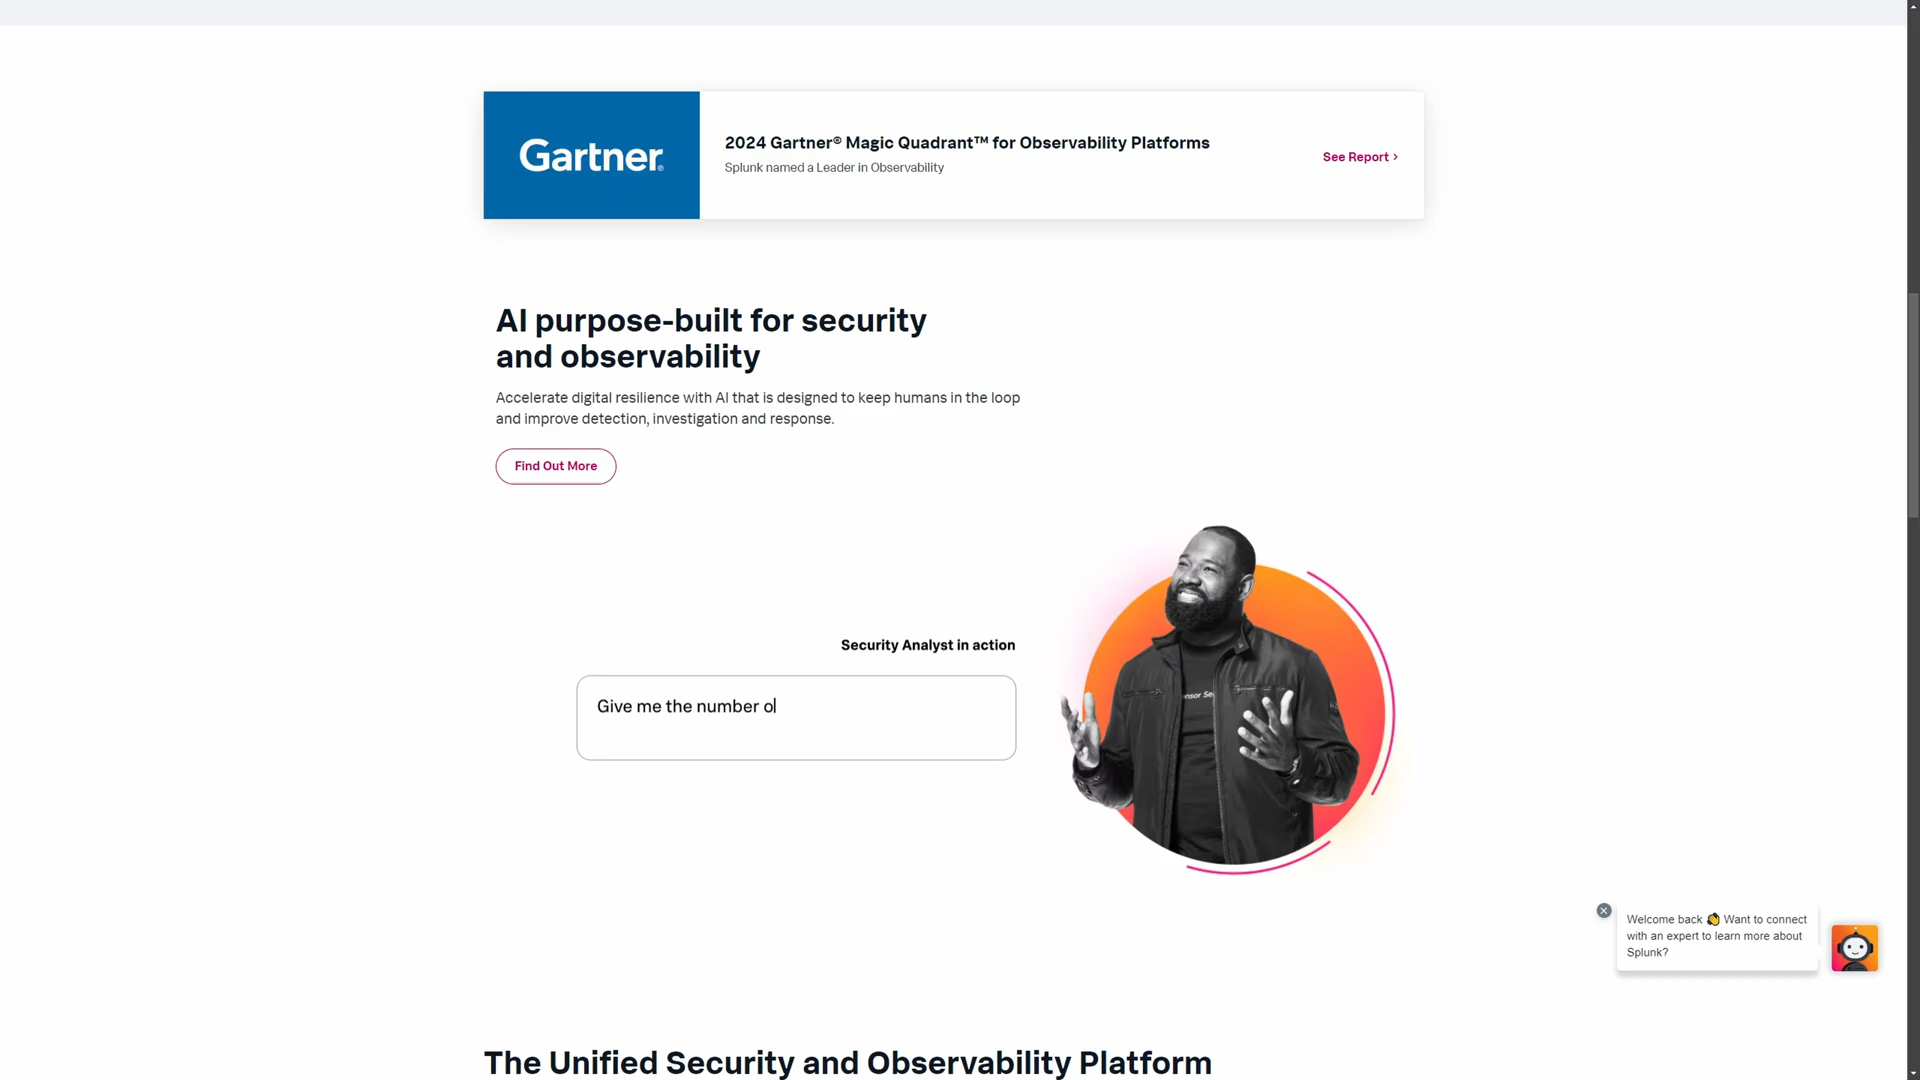 Gartner®
2024 Gartner® Magic Quadrant™ for Observability Platforms
Splunk named a Leader in Observability
See Report ›
AI purpose-built for security
and observability
Accelerate digital resilience with AI that is designed to keep humans in the loop
and improve detection, investigation and response.
Find Out More
Security Analyst in action
Give me the number o
Welcome back 👋 Want to connect
with an expert to learn more about
Splunk?
The Unified Security and Observability Platform